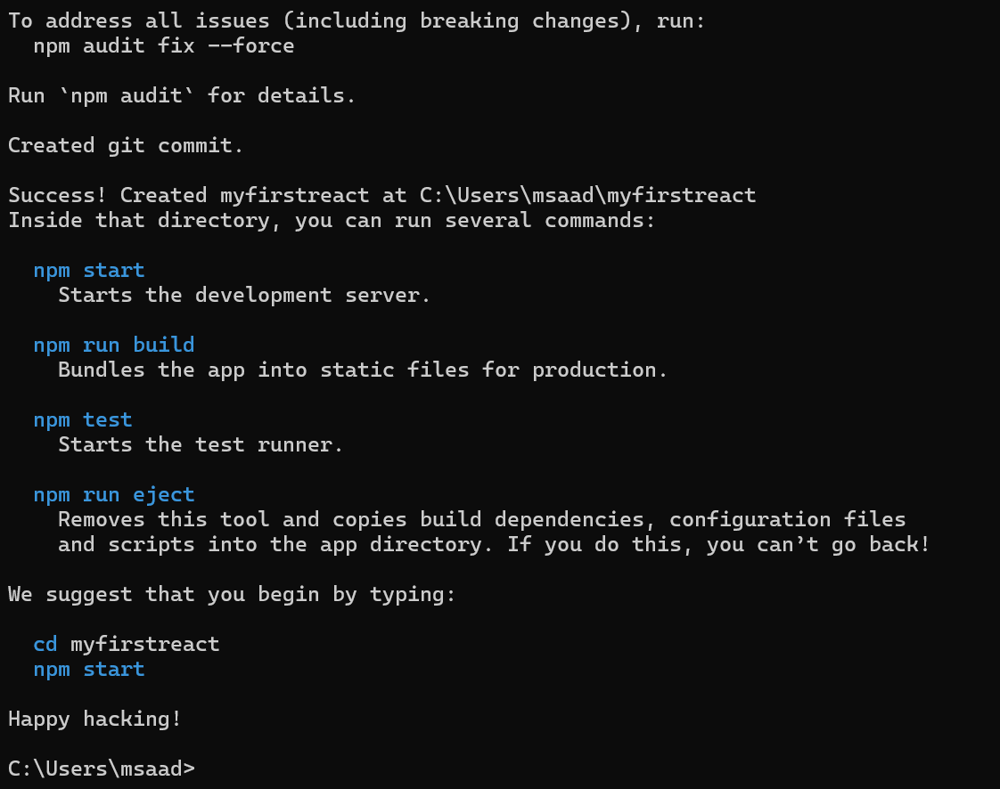 To address all issues (including breaking changes), run:
  npm audit fix --force

Run `npm audit` for details.

Created git commit.

Success! Created myfirstreact at C:\Users\msaad\myfirstreact
Inside that directory, you can run several commands:

  npm start
    Starts the development server.

  npm run build
    Bundles the app into static files for production.

  npm test
    Starts the test runner.

  npm run eject
    Removes this tool and copies build dependencies, configuration files
    and scripts into the app directory. If you do this, you can’t go back!

We suggest that you begin by typing:

  cd myfirstreact
  npm start

Happy hacking!

C:\Users\msaad>